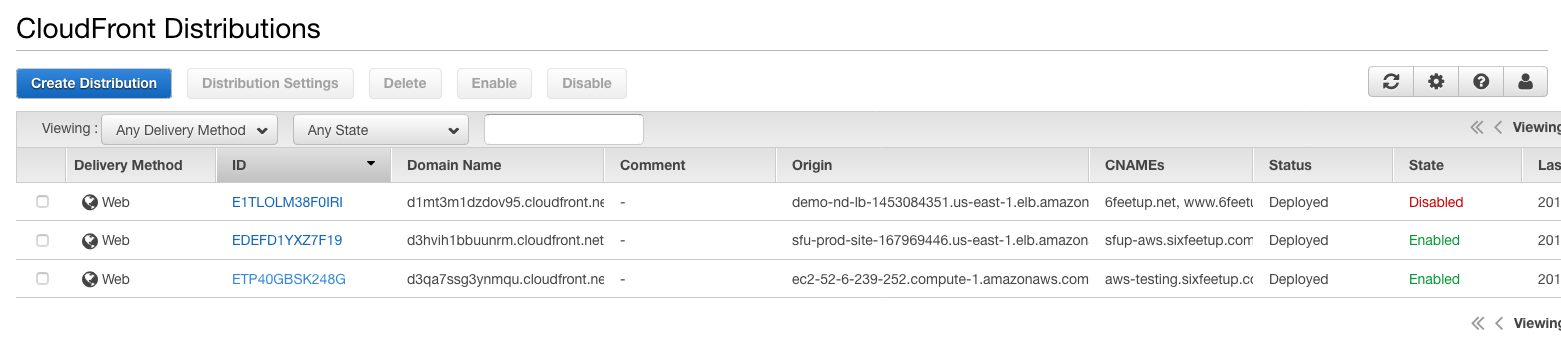 CloudFront Distributions
Create Distribution Distribution Settings Delete Enable Disable
Viewing : Any Delivery Method Any State Viewing
Delivery Method ID Domain Name Comment Origin CNAMEs Status State Las
Web E1TLOLM38F0IRI d1mt3m1dzdov95.cloudfront.ne - demo-nd-lb-1453084351.us-east-1.elb.amazon 6feetup.net, www.6feetu Deployed Disabled 201
Web EDEFD1YXZ7F19 d3hvih1bbuunrm.cloudfront.net - sfu-prod-site-167969446.us-east-1.elb.amazon sfup-aws.sixfeetup.com Deployed Enabled 201
Web ETP40GBSK248G d3qa7ssg3ynmqu.cloudfront.ne - ec2-52-6-239-252.compute-1.amazonaws.com aws-testing.sixfeetup.co Deployed Enabled 201
Viewing